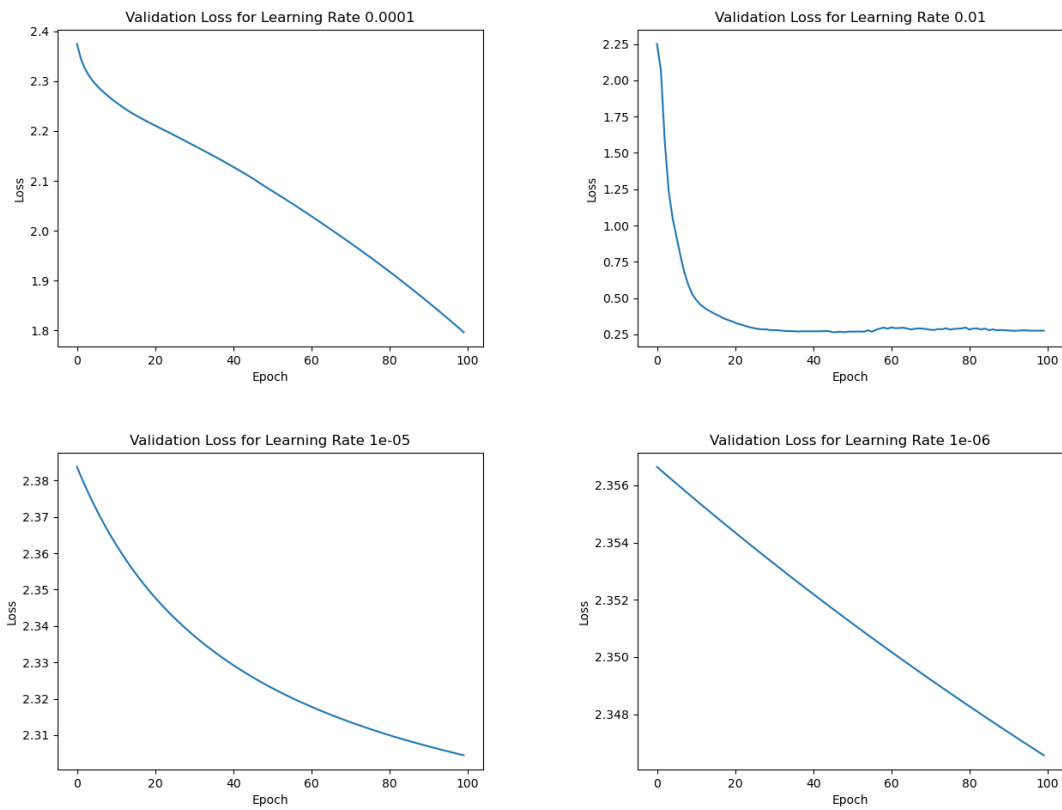 Validation Loss for Learning Rate 0.0001
2.4
2.3
2.2
2.1
2.0
1.9
1.8
Loss
0 20 40 60 80 100
Epoch
Validation Loss for Learning Rate 0.01
2.25
2.00
1.75
1.50
1.25
1.00
0.75
0.50
0.25
Loss
0 20 40 60 80 100
Epoch
Validation Loss for Learning Rate 1e-05
2.38
2.37
2.36
2.35
2.34
2.33
2.32
2.31
Loss
0 20 40 60 80 100
Epoch
Validation Loss for Learning Rate 1e-06
2.356
2.354
2.352
2.350
2.348
Loss
0 20 40 60 80 100
Epoch